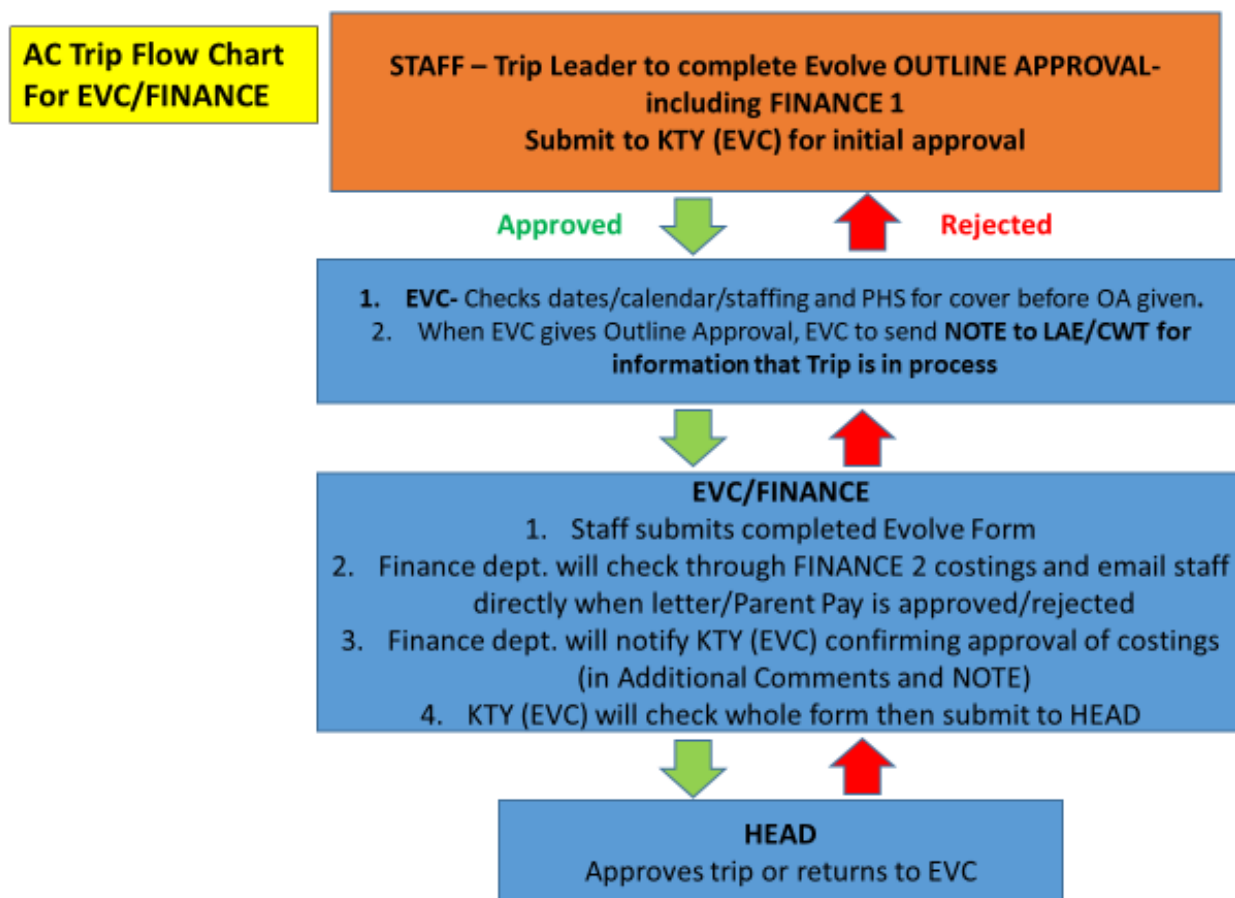 AC Trip Flow Chart
For EVC/FINANCE
STAFF – Trip Leader to complete Evolve OUTLINE APPROVAL-
including FINANCE 1
Submit to KTY (EVC) for initial approval
Approved
Rejected
1. EVC- Checks dates/calendar/staffing and PHS for cover before OA given.
2. When EVC gives Outline Approval, EVC to send NOTE to LAE/CWT for
information that Trip is in process
EVC/FINANCE
1. Staff submits completed Evolve Form
2. Finance dept. will check through FINANCE 2 costings and email staff
directly when letter/Parent Pay is approved/rejected
3. Finance dept. will notify KTY (EVC) confirming approval of costings
(in Additional Comments and NOTE)
4. KTY (EVC) will check whole form then submit to HEAD
HEAD
Approves trip or returns to EVC